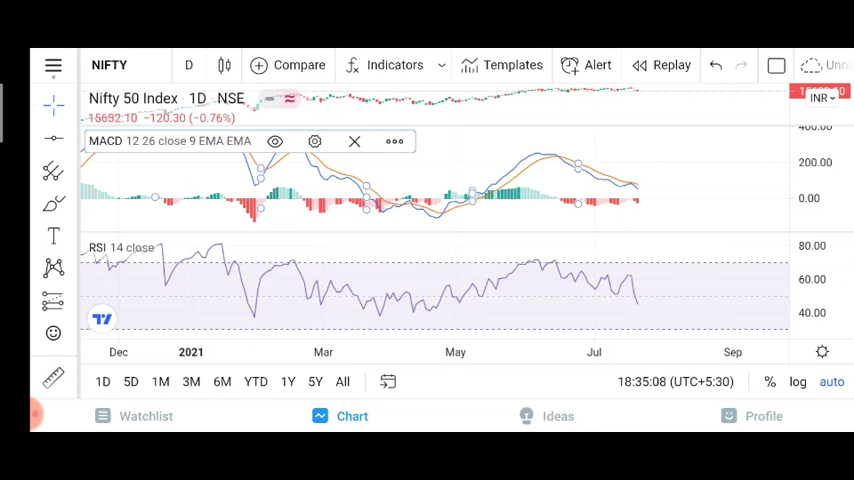 NIFTY D Compare Indicators Templates Alert Replay Unn
Nifty 50 Index · 1D NSE
INR
15632.10 −120.30 (−0.76%)
MACD 12 26 close 9 EMA EMA
400.00
200.00
0.00
RSI 14 close
80.00
60.00
40.00
Dec 2021 Mar May Jul Sep
1D 5D 1M 3M 6M YTD 1Y 5Y All 18:35:08 (UTC+5:30) % log auto
Watchlist Chart Ideas Profile